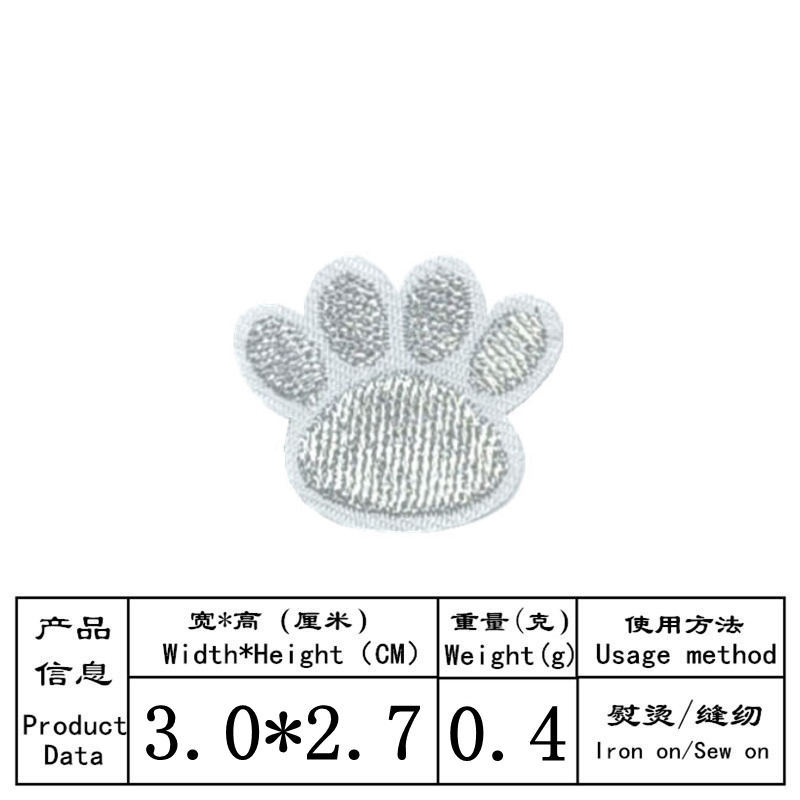 产品
信息
Product
Data
宽*高 (厘米)
Width*Height (CM)
重量(克)
Weight(g)
使用方法
Usage method
3.0*2.7
0.4
熨烫/缝纫
Iron on/Sew on